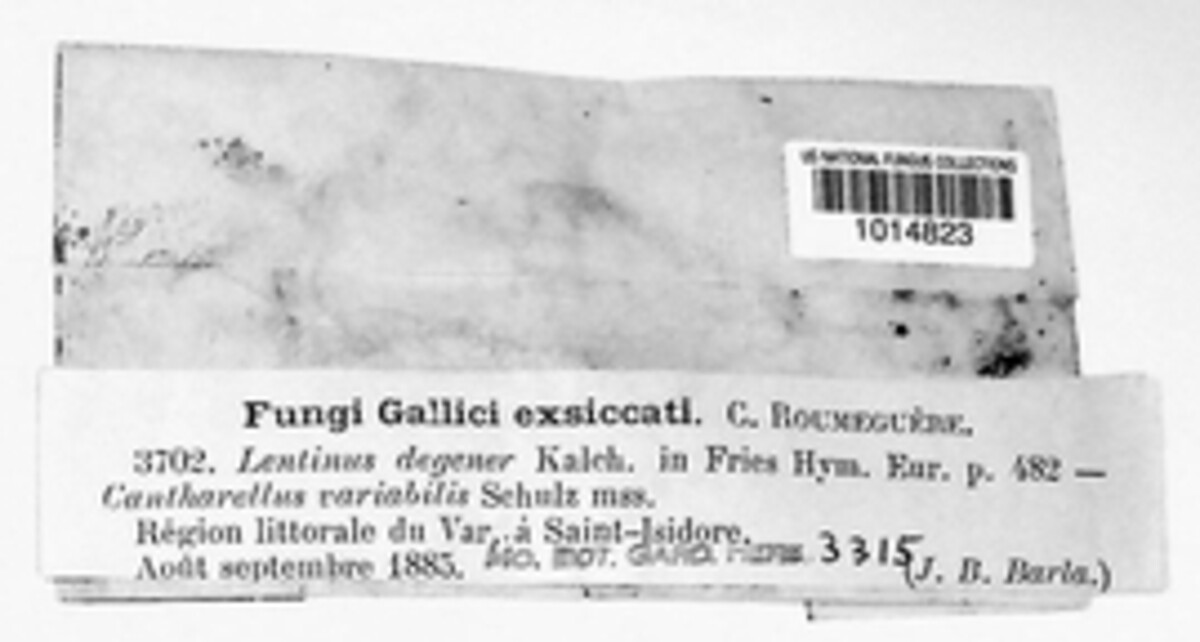 US NATIONAL FUNGUS COLLECTIONS
1014823
Fungi Gallici exsiccati. C. ROUMEGUÈRE.
3702. Lentinus degener Kalch. in Fries Hym. Eur. p. 482 —
Cantharellus variabilis Schulz mss.
Région littorale du Var, à Saint-Isidore.
Août septembre 1885. MO. BOT. GARD. HERB. 3315 (J. B. Barla.)